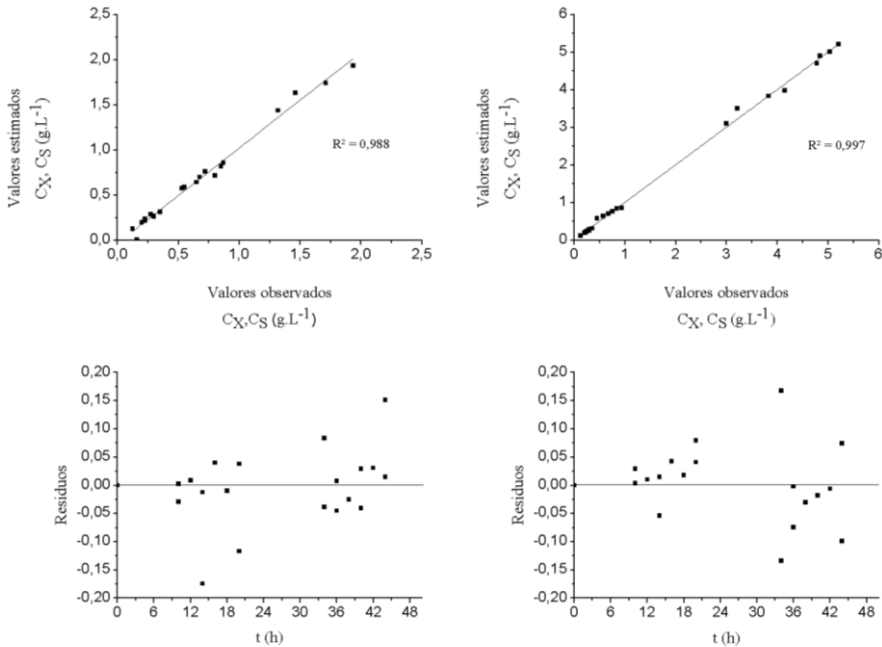 2,0
1,5
1,0
0,5
0,0
0,0 0,5 1,0 1,5 2,0 2,5
Valores estimados
C_X, C_S (g.L⁻¹)
R² = 0,988
Valores observados
C_X,C_S (g.L⁻¹)
6
5
4
3
2
1
0
0 1 2 3 4 5 6
Valores estimados
C_X, C_S (g.L⁻¹)
R² = 0,997
Valores observados
C_X, C_S (g.L⁻¹)
0,20
0,15
0,10
0,05
0,00
-0,05
-0,10
-0,15
-0,20
0 6 12 18 24 30 36 42 48
Residuos
t (h)
0,20
0,15
0,10
0,05
0,00
-0,05
-0,10
-0,15
-0,20
0 6 12 18 24 30 36 42 48
Residuos
t (h)